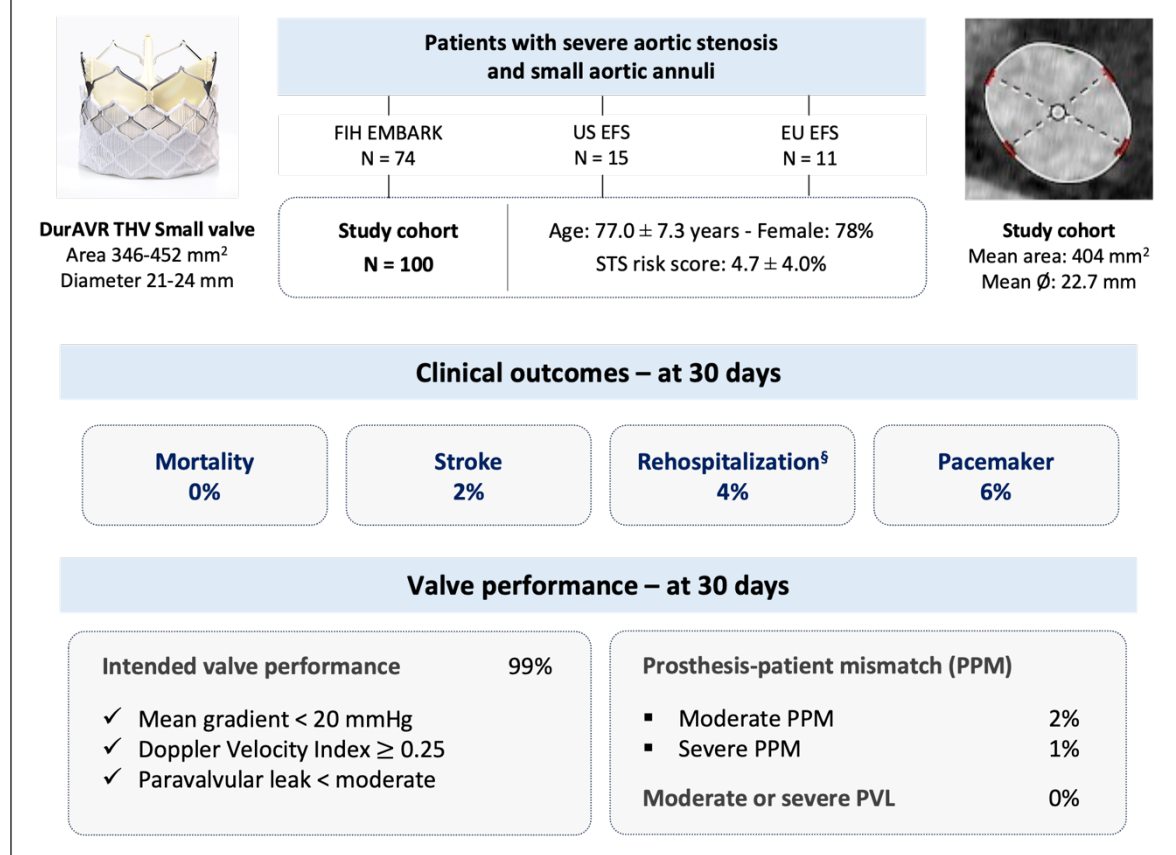 Patients with severe aortic stenosis
and small aortic annuli
FIH EMBARK
N = 74
US EFS
N = 15
EU EFS
N = 11
DurAVR THV Small valve
Area 346-452 mm²
Diameter 21-24 mm
Study cohort
N = 100
Age: 77.0 ± 7.3 years - Female: 78%
STS risk score: 4.7 ± 4.0%
Study cohort
Mean area: 404 mm²
Mean Ø: 22.7 mm
Clinical outcomes – at 30 days
Mortality
0%
Stroke
2%
Rehospitalization§
4%
Pacemaker
6%
Valve performance – at 30 days
Intended valve performance 99%
✓ Mean gradient < 20 mmHg
✓ Doppler Velocity Index ≥ 0.25
✓ Paravalvular leak < moderate
Prosthesis-patient mismatch (PPM)
▪ Moderate PPM 2%
▪ Severe PPM 1%
Moderate or severe PVL 0%